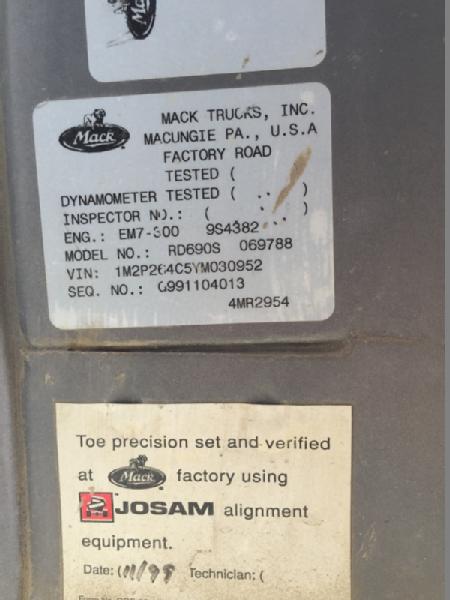 Mack
MACK TRUCKS, INC.
MACUNGIE PA., U.S.A
FACTORY ROAD
TESTED (
DYNAMOMETER TESTED ( )
INSPECTOR NO.: ( )
ENG.: EM7-300 9S4382
MODEL NO.: RD690S 069788
VIN: 1M2P264C5YM030952
SEQ. NO.: Q991104013
4MR2954
Toe precision set and verified
at Mack factory using
JOSAM alignment
equipment.
Date: (11/99 Technician: (